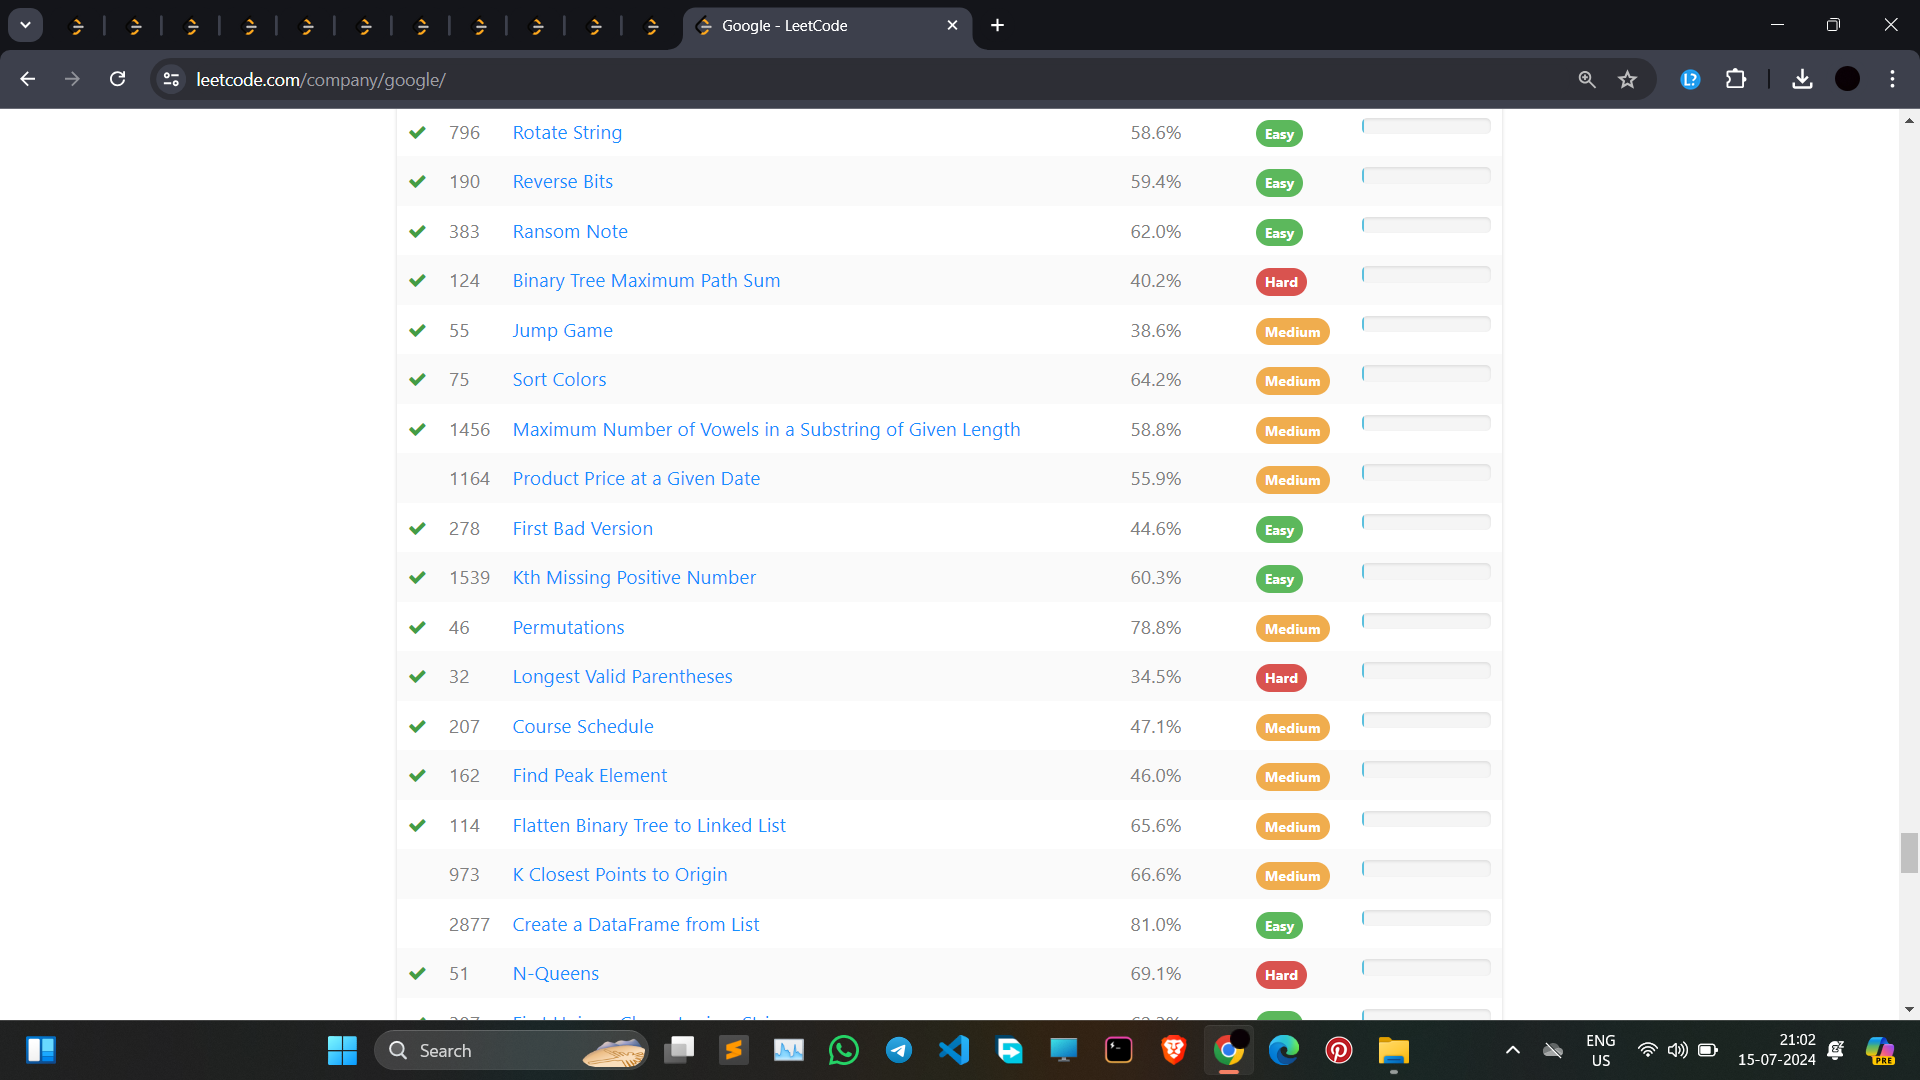 Google - LeetCode
leetcode.com/company/google/
796 Rotate String 58.6% Easy
190 Reverse Bits 59.4% Easy
383 Ransom Note 62.0% Easy
124 Binary Tree Maximum Path Sum 40.2% Hard
55 Jump Game 38.6% Medium
75 Sort Colors 64.2% Medium
1456 Maximum Number of Vowels in a Substring of Given Length 58.8% Medium
1164 Product Price at a Given Date 55.9% Medium
278 First Bad Version 44.6% Easy
1539 Kth Missing Positive Number 60.3% Easy
46 Permutations 78.8% Medium
32 Longest Valid Parentheses 34.5% Hard
207 Course Schedule 47.1% Medium
162 Find Peak Element 46.0% Medium
114 Flatten Binary Tree to Linked List 65.6% Medium
973 K Closest Points to Origin 66.6% Medium
2877 Create a DataFrame from List 81.0% Easy
51 N-Queens 69.1% Hard
Search
ENG
US
21:02
15-07-2024
PRE